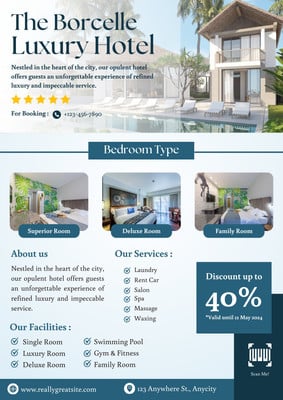 The Borcelle
Luxury Hotel
Nestled in the heart of the city, our opulent hotel
offers guests an unforgettable experience of refined
luxury and impeccable service.
For Booking : +123-456-7890
Bedroom Type
Superior Room
Deluxe Room
Family Room
About us
Nestled in the heart of the city,
our opulent hotel offers guests
an unforgettable experience of
refined luxury and impeccable
service.
Our Services :
Laundry
Rent Car
Salon
Spa
Massage
Waxing
Discount up to
40%
*Valid until 12 May 2024
Our Facilities :
Single Room
Luxury Room
Deluxe Room
Swimming Pool
Gym & Fitness
Family Room
Scan Me!
www.reallygreatsite.com
123 Anywhere St., Anycity